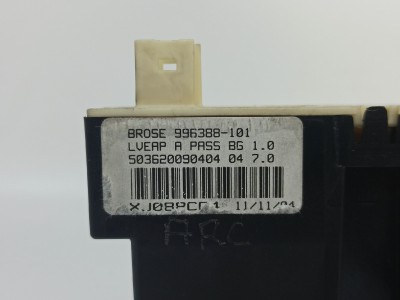 BROSE 996388-101
LVEAP A PASS BG 1.0
503620090404 04 7.0
11/11/04
ARC